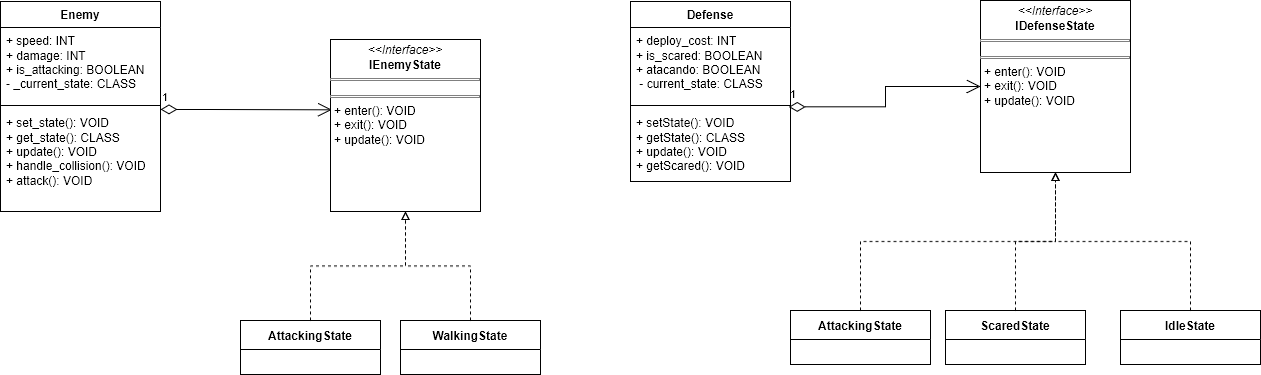 Enemy
+ speed: INT
+ damage: INT
+ is_attacking: BOOLEAN
- _current_state: CLASS
+ set_state(): VOID
+ get_state(): CLASS
+ update(): VOID
+ handle_collision(): VOID
+ attack(): VOID
1
<<Interface>>
IEnemyState
+ enter(): VOID
+ exit(): VOID
+ update(): VOID
AttackingState
WalkingState
Defense
+ deploy_cost: INT
+ is_scared: BOOLEAN
+ atacando: BOOLEAN
- current_state: CLASS
+ setState(): VOID
+ getState(): CLASS
+ update(): VOID
+ getScared(): VOID
1
<<Interface>>
IDefenseState
+ enter(): VOID
+ exit(): VOID
+ update(): VOID
AttackingState
ScaredState
IdleState